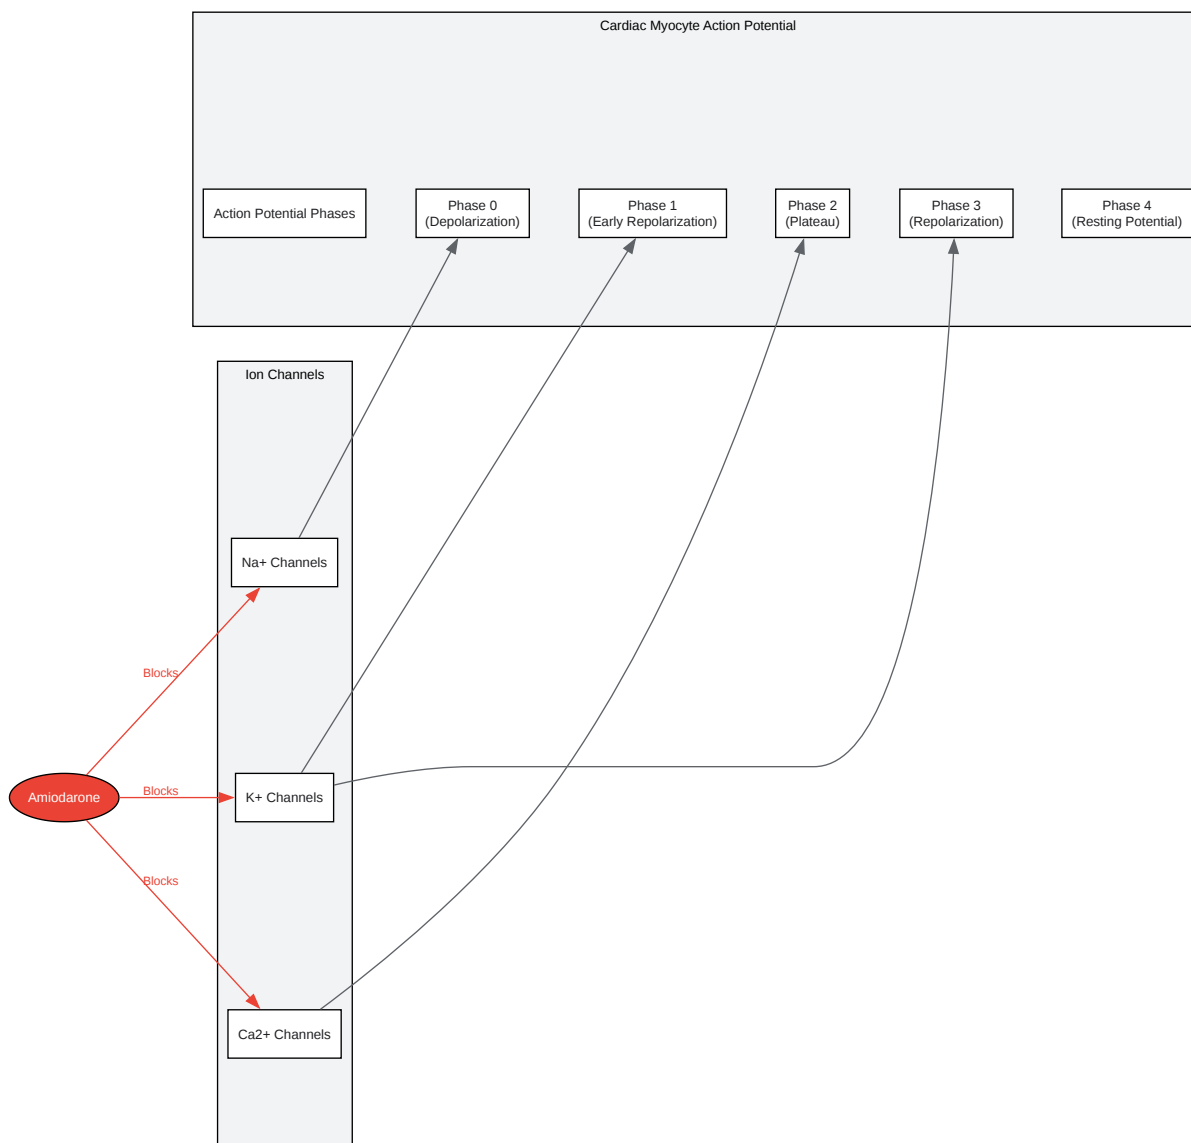 Cardiac Myocyte Action Potential
Action Potential Phases
Phase 0
(Depolarization)
Phase 1
(Early Repolarization)
Phase 2
(Plateau)
Phase 3
(Repolarization)
Phase 4
(Resting Potential)
Ion Channels
Na+ Channels
Blocks
Amiodarone
Blocks
K+ Channels
Blocks
Ca2+ Channels